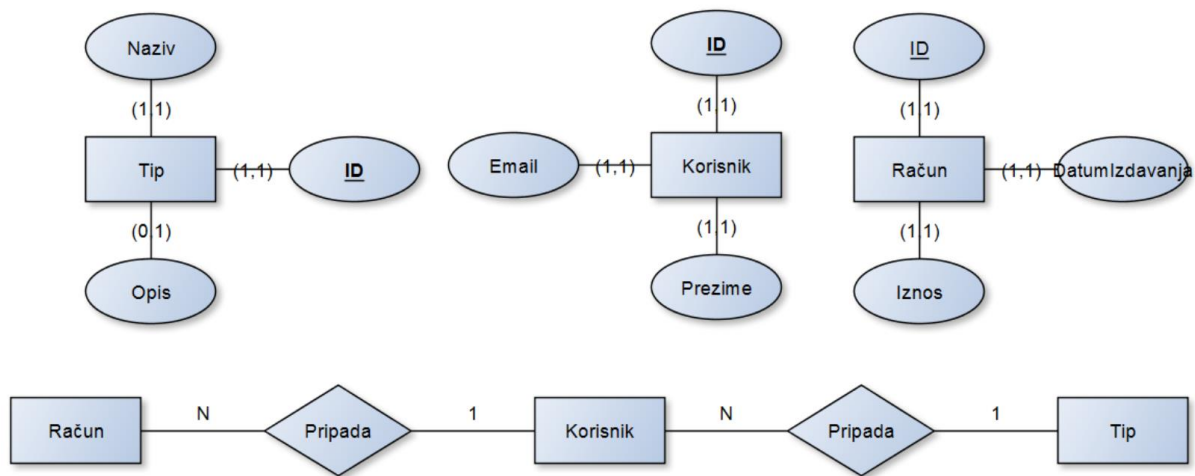 Naziv
ID
ID
(1,1)
(1,1)
(1,1)
Tip
(1,1)
ID
Email
(1,1)
Korisnik
Račun
(1,1)
DatumIzdavanja
(0,1)
(1,1)
(1,1)
Opis
Prezime
Iznos
Račun
N
Pripada
1
Korisnik
N
Pripada
1
Tip